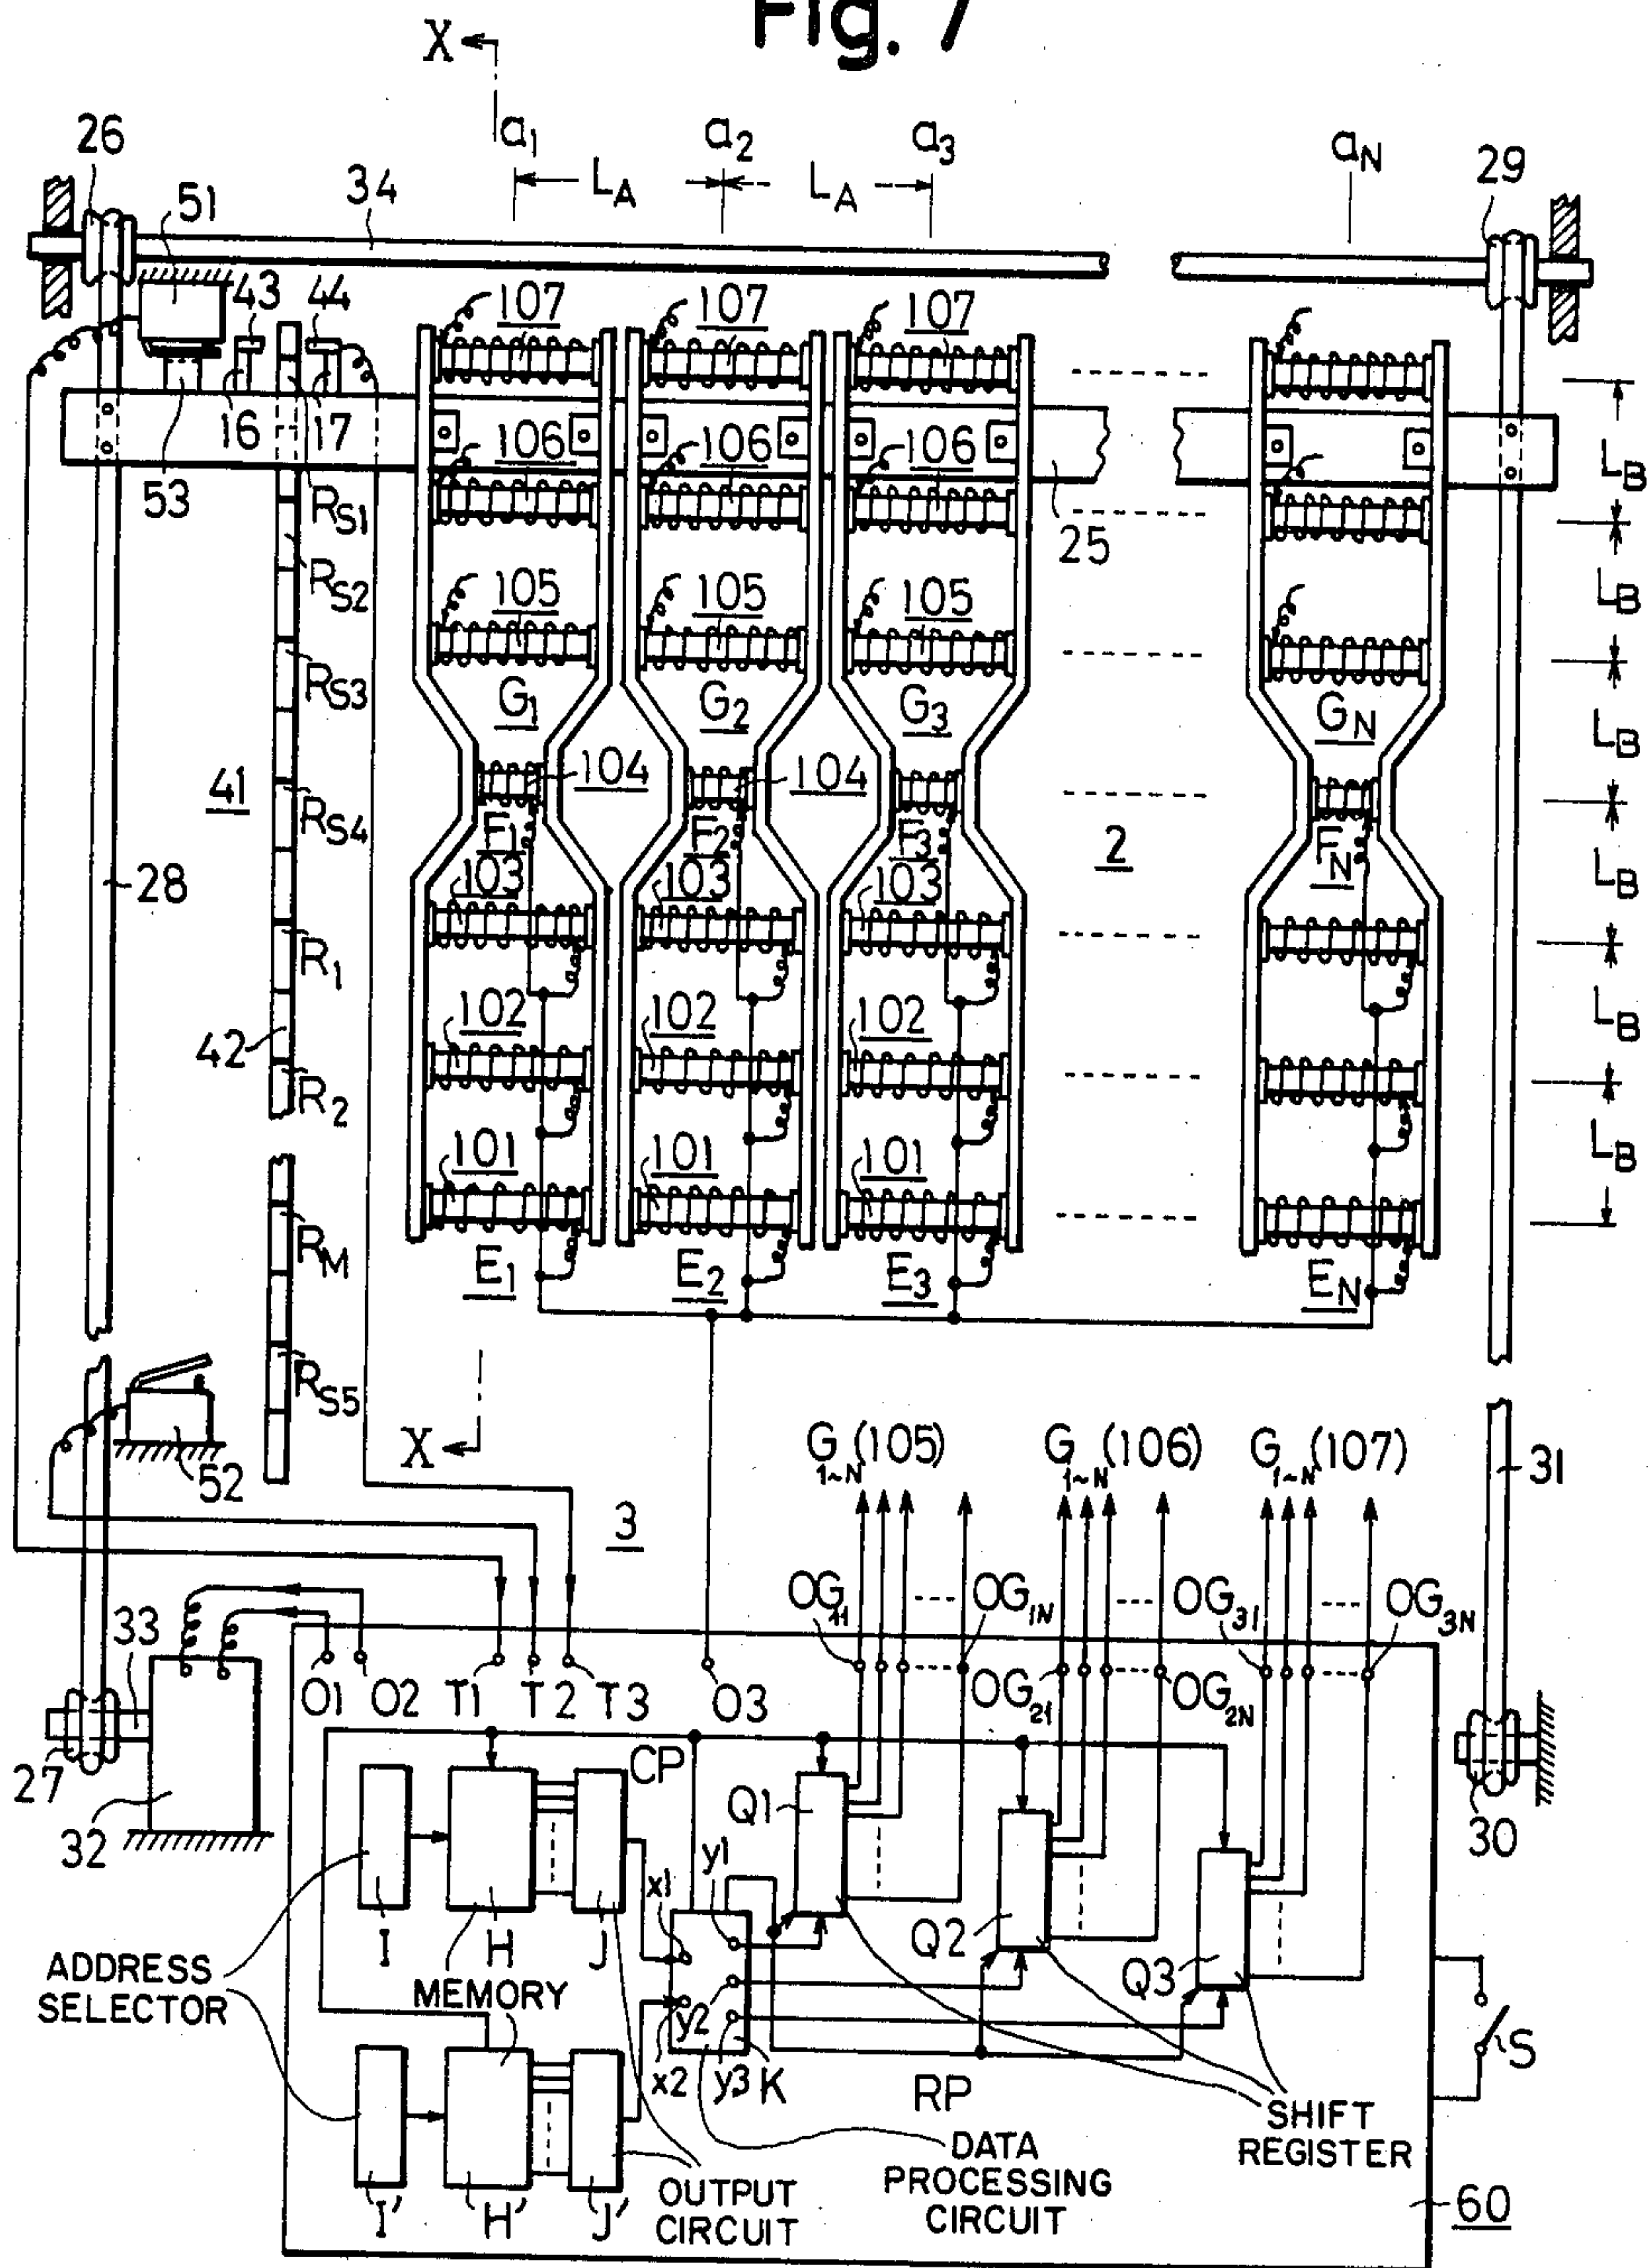 Fig. 7
X
a1 a2 a3 aN
26 51 34 LA LA 29
43 44 107 107 107
16 17 106 106 106
53 RS1 25 LB
RS2 105 105 105 LB
RS3 G1 G2 G3 GN LB
41 RS4 104 104 2
F1 F2 F3 FN
28 103 103 103 LB
R1
42 102 102 102 LB
R2
101 101 101 LB
RM E1 E2 E3 EN
RS5
X G1~N(105) G1~N(106) G1~N(107)
52 31
3
OG11 OG1N OG31 OG3N
33 O1 O2 T1 T2 T3 O3 OG21 OG2N
27 CP Q1
32 y1 30
x1 Q2
I H J Q3
ADDRESS
SELECTOR
MEMORY
y2 S
x2 y3 K RP
SHIFT
REGISTER
DATA
PROCESSING
CIRCUIT
OUTPUT
CIRCUIT
I' H' J' 60